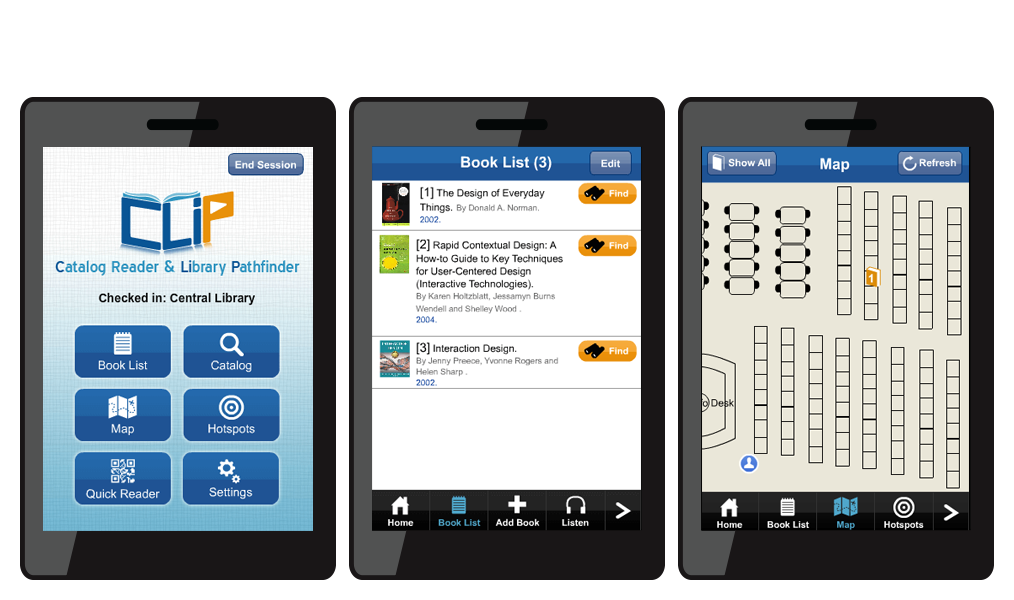 End Session
CLiP
Catalog Reader & Library Pathfinder
Checked in: Central Library
Book List
Catalog
Map
Hotspots
Quick Reader
Settings
Book List (3)
Edit
[1] The Design of Everyday
Things. By Donald A. Norman.
2002.
Find
[2] Rapid Contextual Design: A
How-to Guide to Key Techniques
for User-Centered Design
(Interactive Technologies).
By Karen Holtzblatt, Jessamyn Burns
Wendell and Shelley Wood .
2004.
Find
[3] Interaction Design.
By Jenny Preece, Yvonne Rogers and
Helen Sharp .
2002.
Find
Home
Book List
Add Book
Listen
Show All
Map
Refresh
1
o Desk
Home
Book List
Map
Hotspots